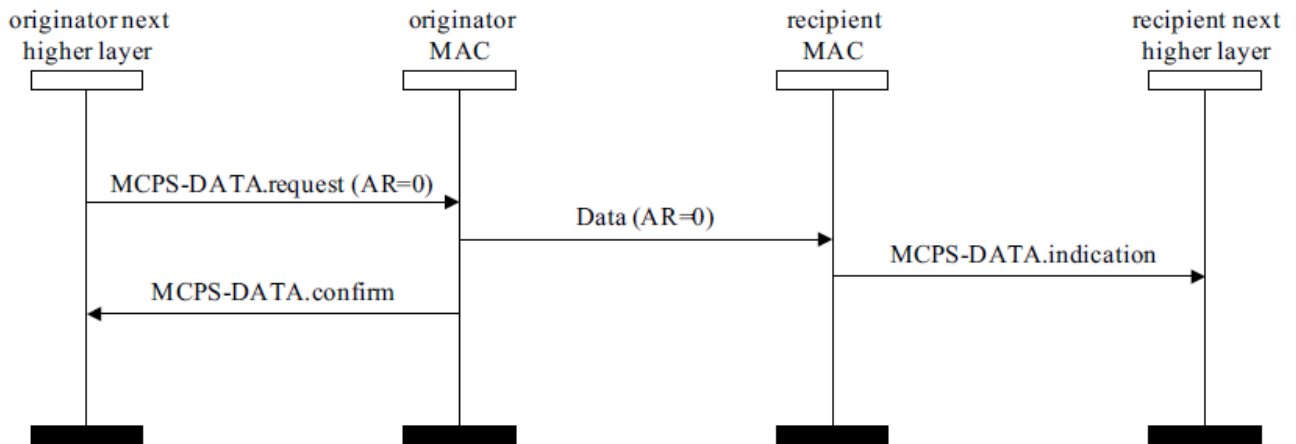 originator next
higher layer
originator
MAC
recipient
MAC
recipient next
higher layer
MCPS-DATA.request (AR=0)
Data (AR=0)
MCPS-DATA.indication
MCPS-DATA.confirm